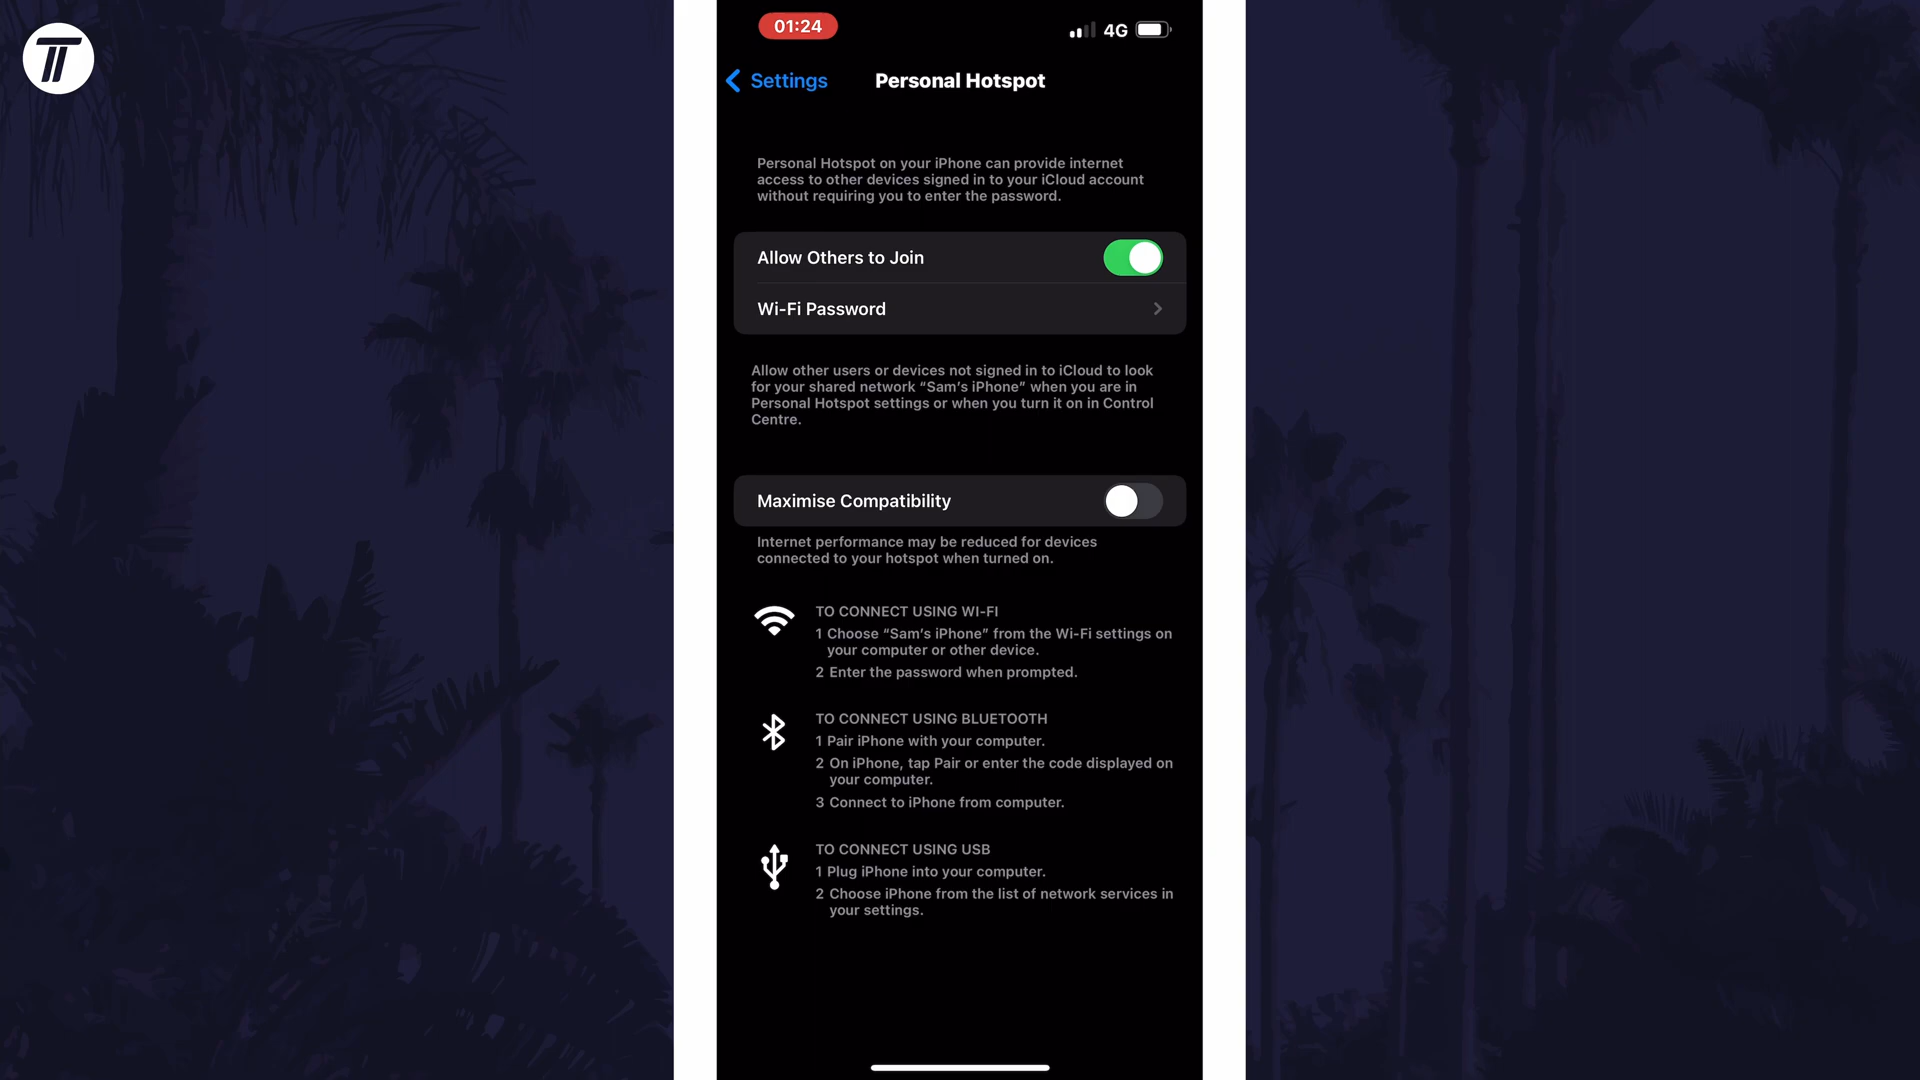 01:24
4G
Settings
Personal Hotspot
Personal Hotspot on your iPhone can provide internet
access to other devices signed in to your iCloud account
without requiring you to enter the password.
Allow Others to Join
Wi-Fi Password
Allow other users or devices not signed in to iCloud to look
for your shared network “Sam’s iPhone” when you are in
Personal Hotspot settings or when you turn it on in Control
Centre.
Maximise Compatibility
Internet performance may be reduced for devices
connected to your hotspot when turned on.
TO CONNECT USING WI-FI
1 Choose “Sam’s iPhone” from the Wi-Fi settings on
your computer or other device.
2 Enter the password when prompted.
TO CONNECT USING BLUETOOTH
1 Pair iPhone with your computer.
2 On iPhone, tap Pair or enter the code displayed on
your computer.
3 Connect to iPhone from computer.
TO CONNECT USING USB
1 Plug iPhone into your computer.
2 Choose iPhone from the list of network services in
your settings.